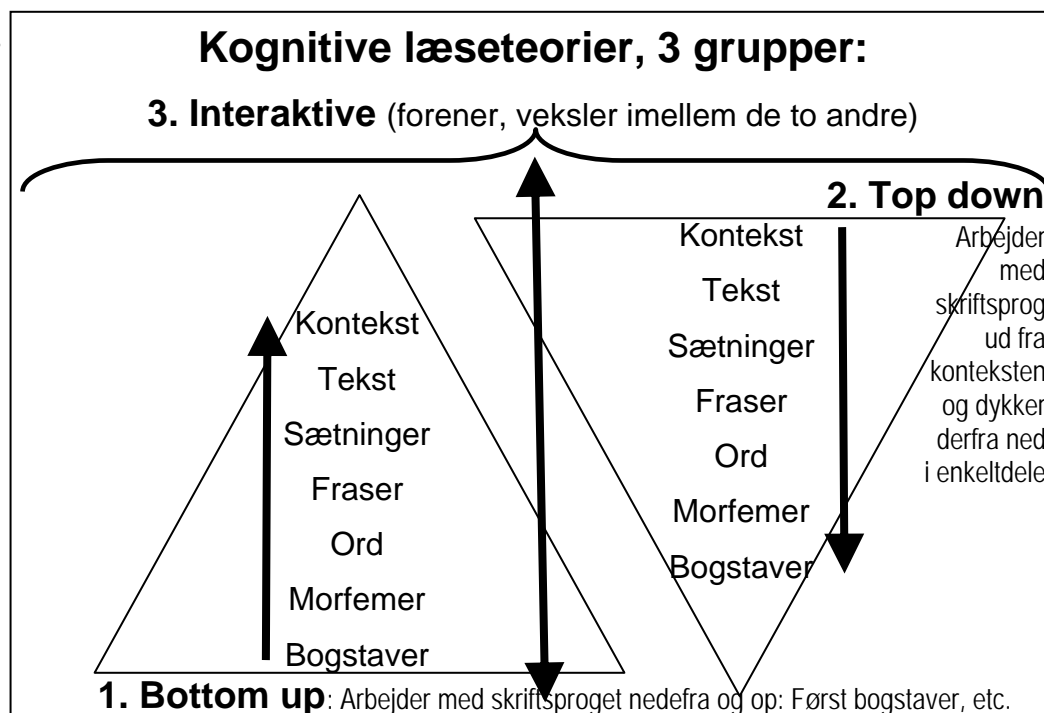 Kognitive læseteorier, 3 grupper:
3. Interaktive (forener, veksler imellem de to andre)
2. Top down
Arbejder
med
skriftsprog
ud fra
konteksten
og dykker
derfra ned
i enkeltdele
Kontekst
Tekst
Sætninger
Fraser
Ord
Morfemer
Bogstaver
Kontekst
Tekst
Sætninger
Fraser
Ord
Morfemer
Bogstaver
1. Bottom up: Arbejder med skriftsproget nedefra og op: Først bogstaver, etc.